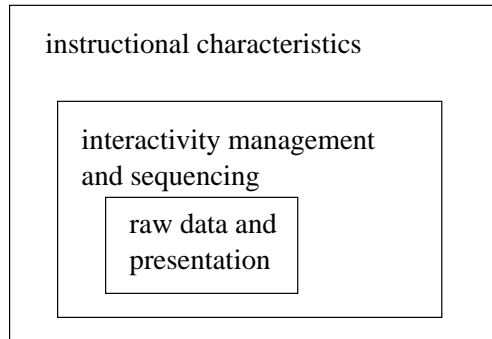 instructional characteristics
interactivity management
and sequencing
raw data and
presentation